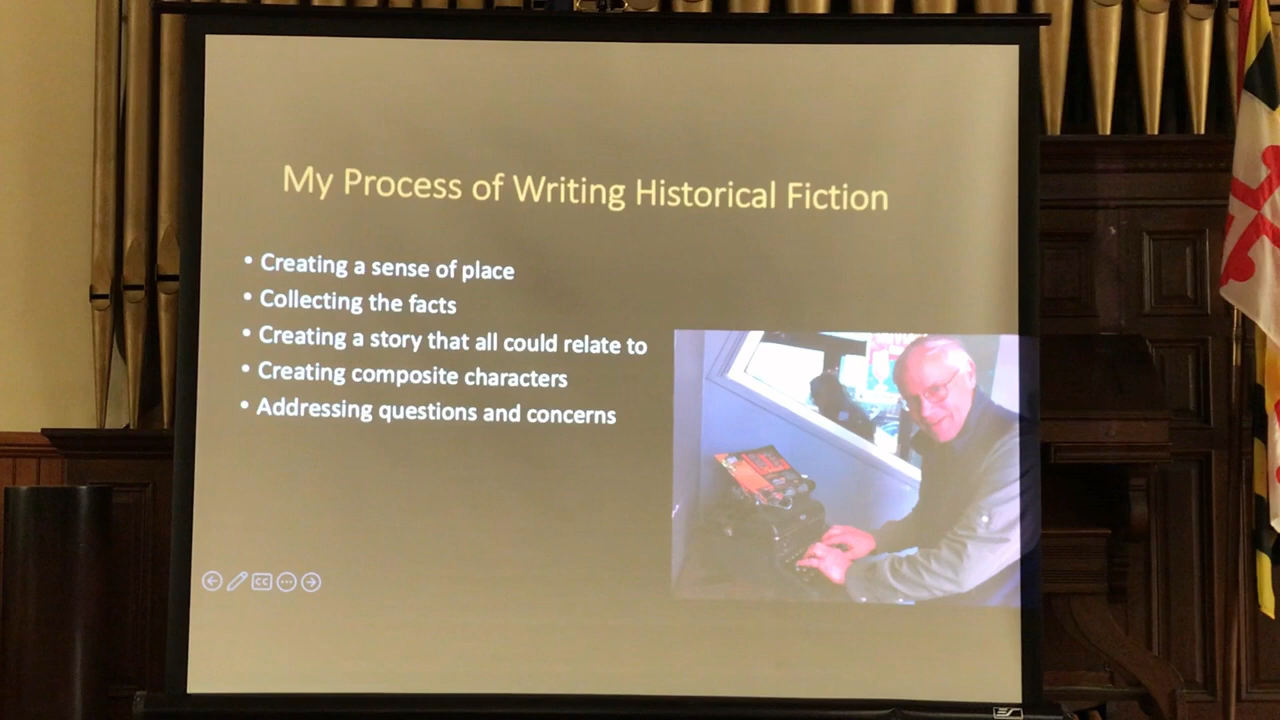 My Process of Writing Historical Fiction
• Creating a sense of place
• Collecting the facts
• Creating a story that all could relate to
• Creating composite characters
• Addressing questions and concerns
CC